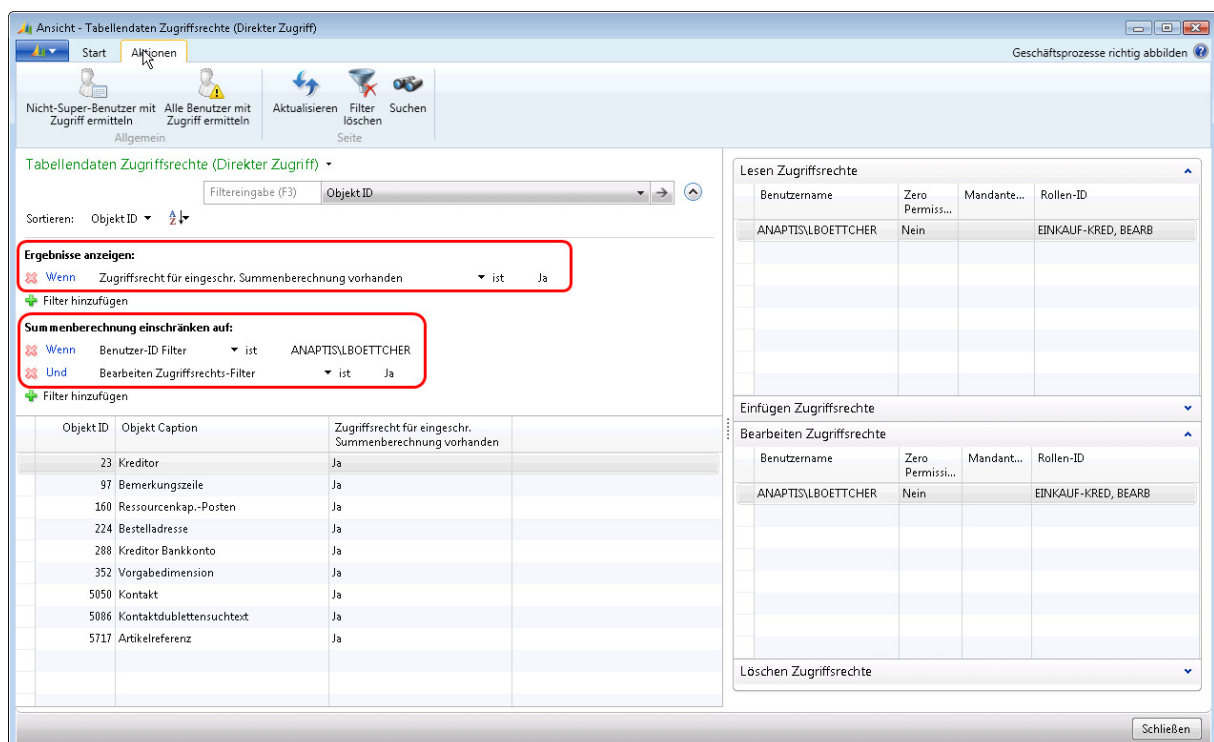 Ansicht - Tabellendaten Zugriffsrechte (Direkter Zugriff)
Start Aktionen
Geschäftsprozesse richtig abbilden
Nicht-Super-Benutzer mit Zugriff ermitteln
Alle Benutzer mit Zugriff ermitteln
Aktualisieren
Filter löschen
Suchen
Allgemein
Seite
Tabellendaten Zugriffsrechte (Direkter Zugriff)
Filtereingabe (F3) Objekt ID
Sortieren: Objekt ID
Ergebnisse anzeigen:
Wenn Zugriffsrecht für eingeschr. Summenberechnung vorhanden ist Ja
Filter hinzufügen
Summenberechnung einschränken auf:
Wenn Benutzer-ID Filter ist ANAPTIS\LBOETTCHER
Und Bearbeiten Zugriffsrechts-Filter ist Ja
Filter hinzufügen
Objekt ID Objekt Caption Zugriffsrecht für eingeschr. Summenberechnung vorhanden
23 Kreditor Ja
97 Bemerkungszeile Ja
160 Ressourcenkap.-Posten Ja
224 Bestelladresse Ja
288 Kreditor Bankkonto Ja
352 Vorgabedimension Ja
5050 Kontakt Ja
5086 Kontaktdublettensuchtext Ja
5717 Artikelreferenz Ja
Lesen Zugriffsrechte
Benutzername Zero Permiss... Mandante... Rollen-ID
ANAPTIS\LBOETTCHER Nein EINKAUF-KRED, BEARB
Einfügen Zugriffsrechte
Bearbeiten Zugriffsrechte
Benutzername Zero Permissi... Mandant... Rollen-ID
ANAPTIS\LBOETTCHER Nein EINKAUF-KRED, BEARB
Löschen Zugriffsrechte
Schließen